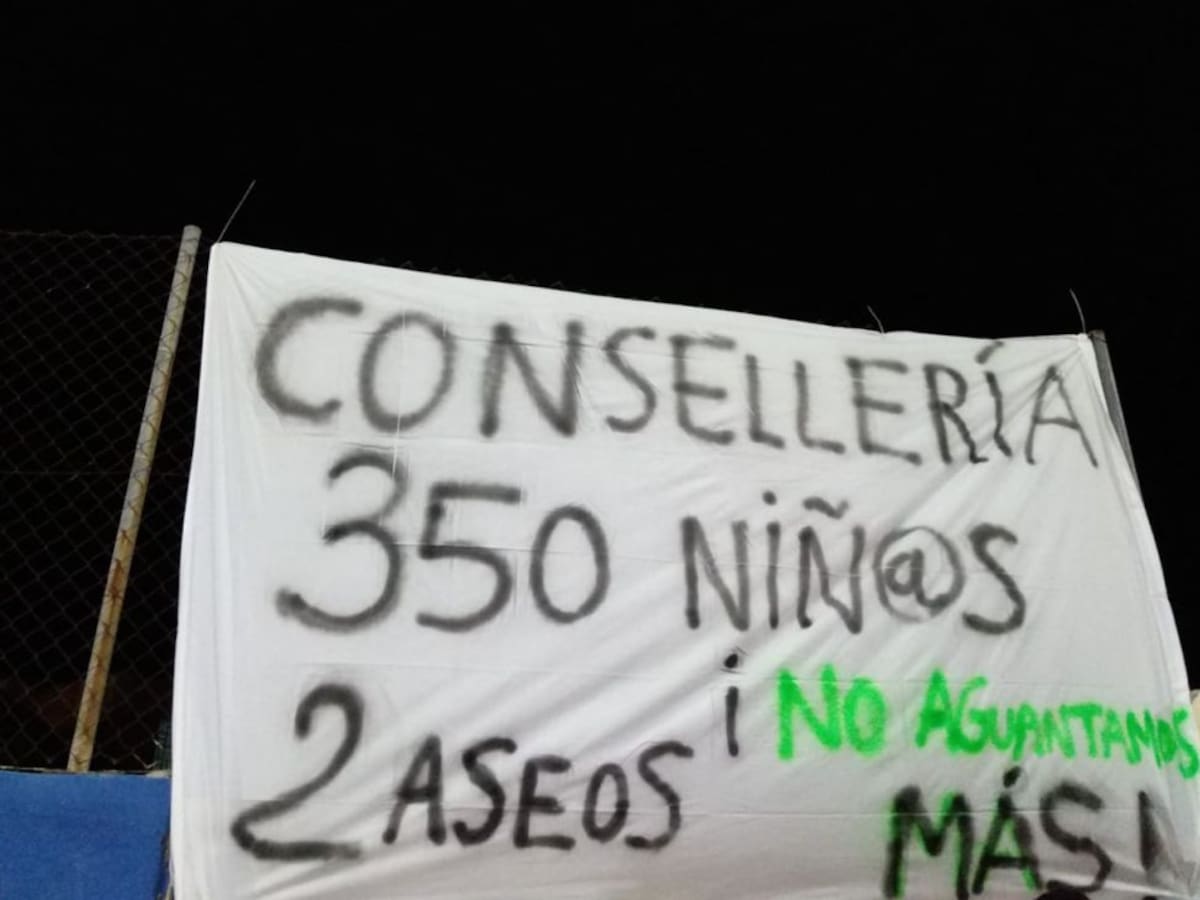 CONSELLERÍA
350 NIÑ@S
2 ASEOS ¡NO AGUANTAMOS
MÁS!